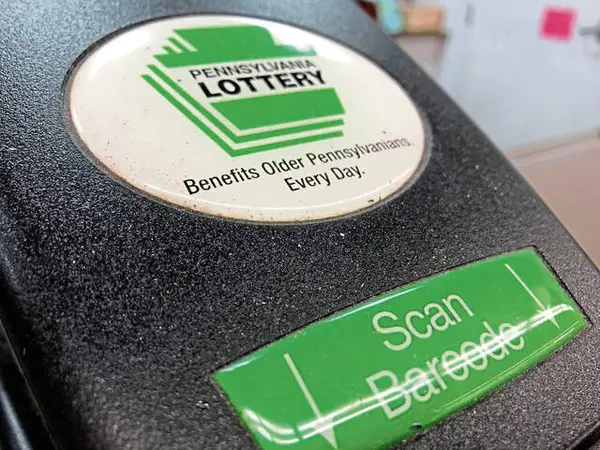 PENNSYLVANIA
LOTTERY
Benefits Older Pennsylvanians.
Every Day.
Scan
Barcode